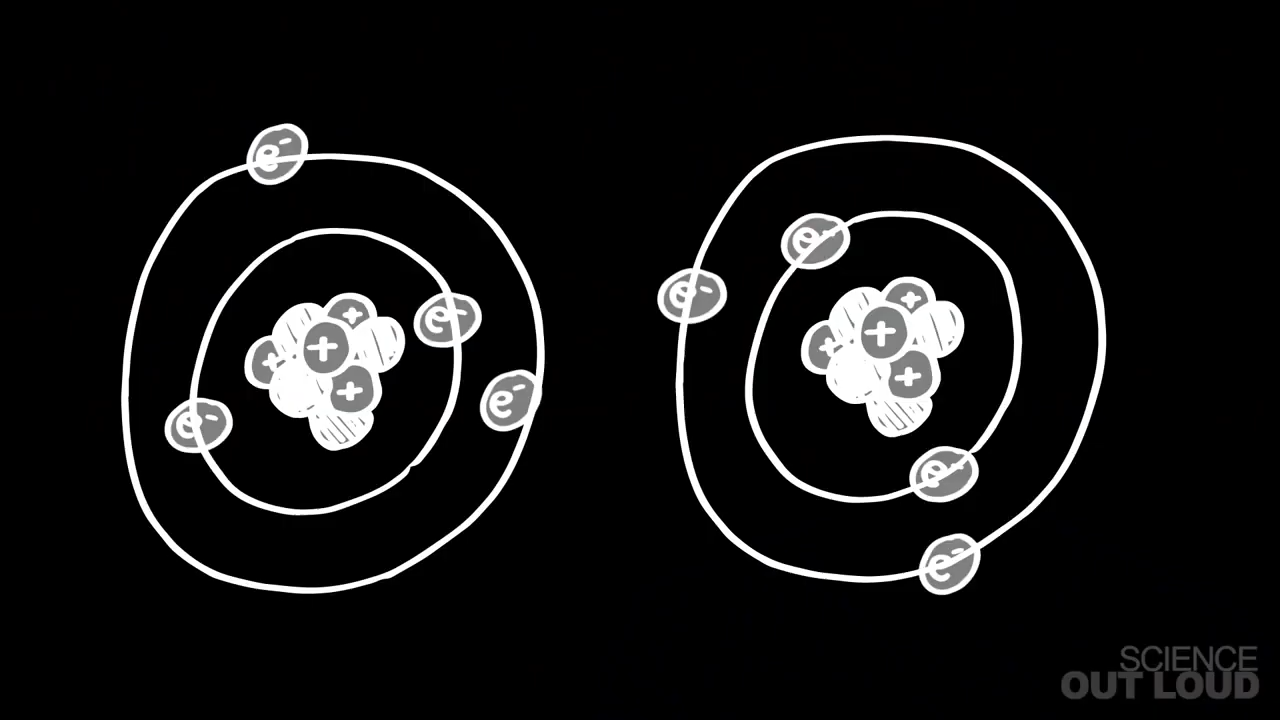 e-
e-
e-
e-
e-
e-
e-
e-
+
+
+
+
+
+
+
+
SCIENCE
OUT LOUD